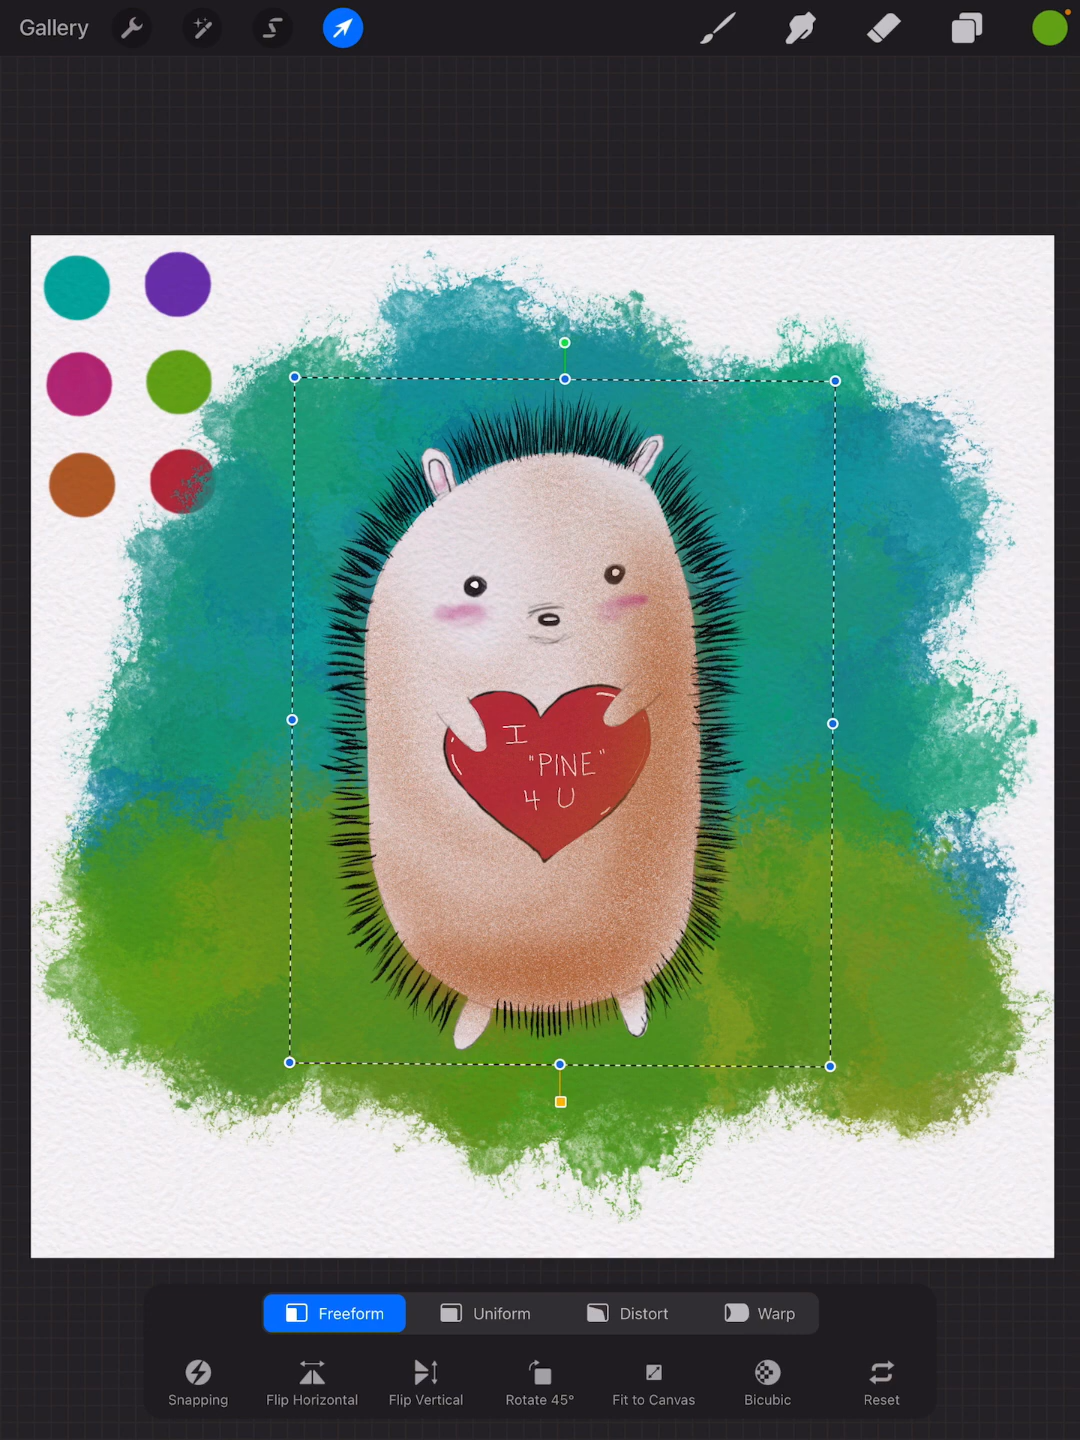 Gallery
I
"PINE"
4 U
Freeform
Uniform
Distort
Warp
Snapping
Flip Horizontal
Flip Vertical
Rotate 45°
Fit to Canvas
Bicubic
Reset